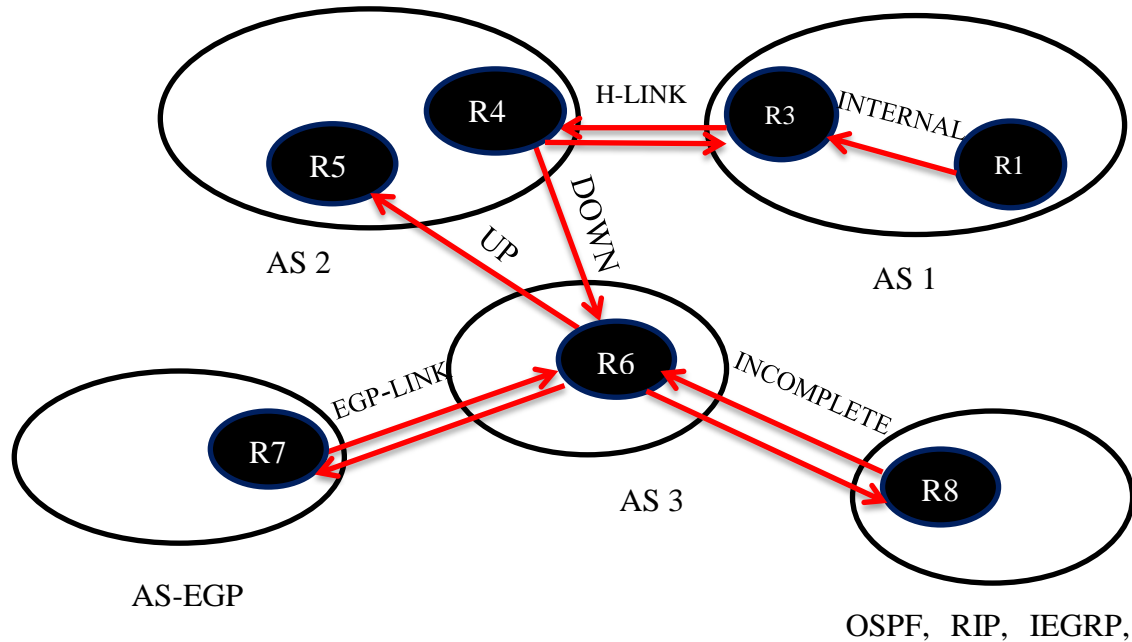 R4
H-LINK
R3
INTERNAL
R1
R5
DOWN
UP
AS 2
AS 1
R6
EGP-LINK
INCOMPLETE
R7
R8
AS 3
AS-EGP
OSPF, RIP, IEGRP,